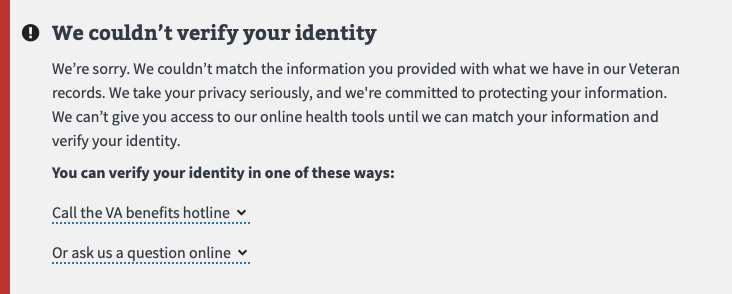 We couldn’t verify your identity
We’re sorry. We couldn’t match the information you provided with what we have in our Veteran
records. We take your privacy seriously, and we're committed to protecting your information.
We can’t give you access to our online health tools until we can match your information and
verify your identity.
You can verify your identity in one of these ways:
Call the VA benefits hotline
Or ask us a question online